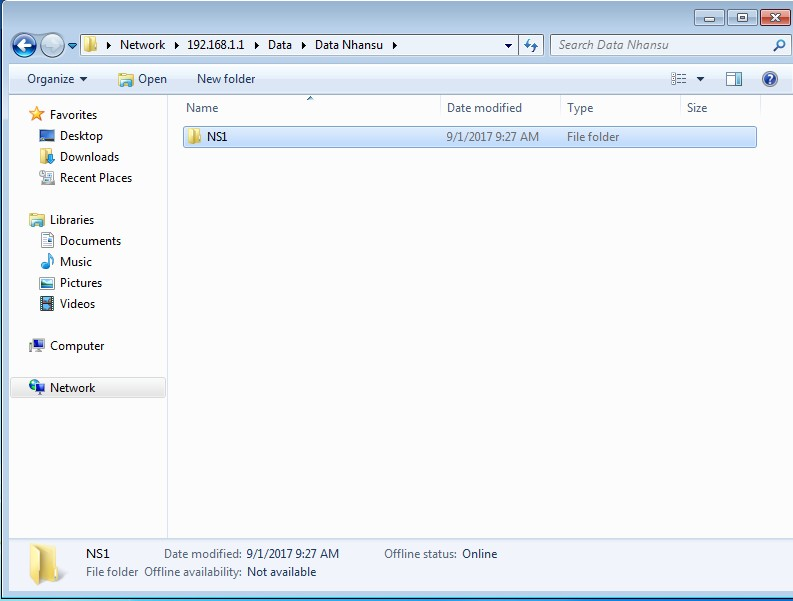 Network 192.168.1.1 Data Data Nhansu
Search Data Nhansu
Organize Open New folder
Name Date modified Type Size
NS1 9/1/2017 9:27 AM File folder
Favorites
Desktop
Downloads
Recent Places
Libraries
Documents
Music
Pictures
Videos
Computer
Network
NS1 Date modified: 9/1/2017 9:27 AM Offline status: Online
File folder Offline availability: Not available